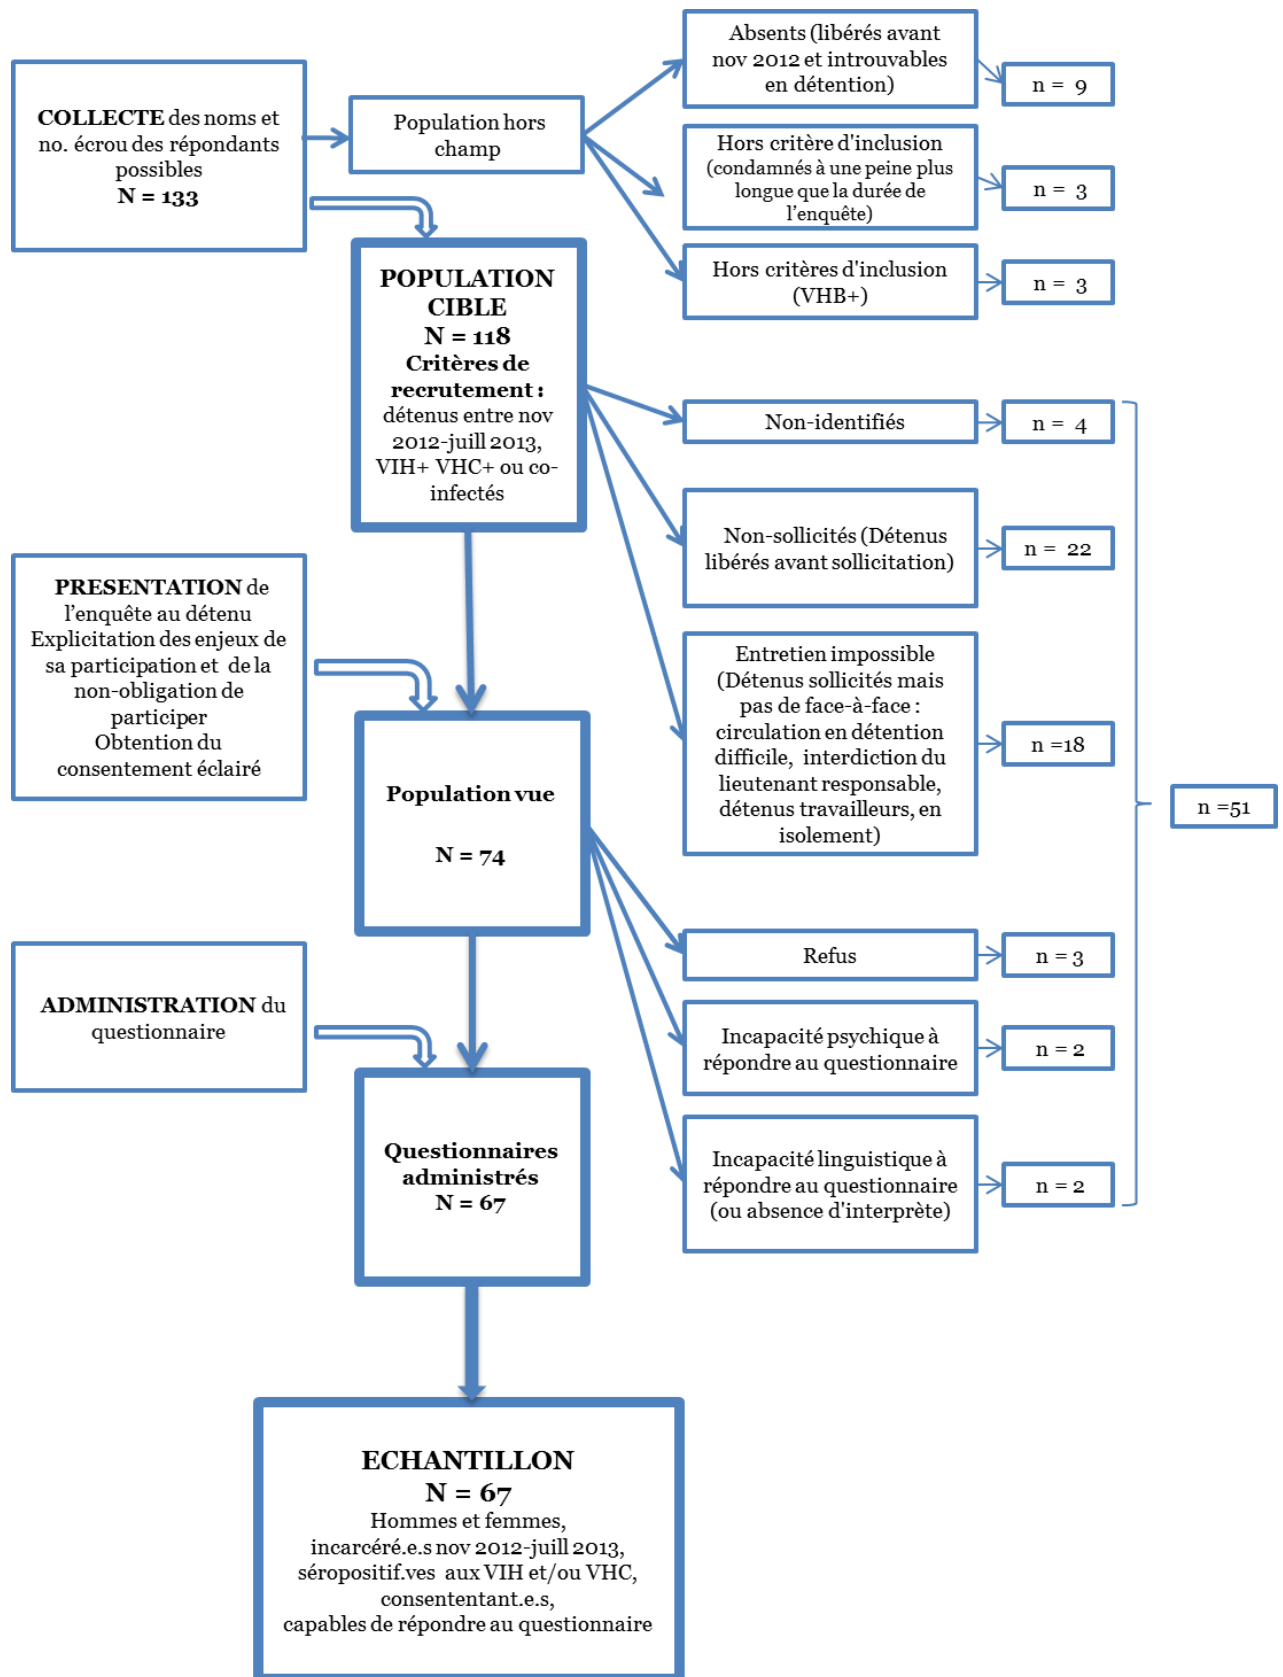 COLLECTE des noms et
no. écrou des répondants
possibles
N = 133
Population hors
champ
Absents (libérés avant
nov 2012 et introuvables
en détention)
n = 9
Hors critère d'inclusion
(condamnés à une peine plus
longue que la durée de
l'enquête)
n = 3
Hors critères d'inclusion
(VHB+)
n = 3
POPULATION
CIBLE
N = 118
Critères de
recrutement :
détenus entre nov
2012-juill 2013,
VIH+ VHC+ ou co-
infectés
Non-identifiés
n = 4
Non-sollicités (Détenus
libérés avant sollicitation)
n = 22
Entretien impossible
(Détenus sollicités mais
pas de face-à-face :
circulation en détention
difficile, interdiction du
lieutenant responsable,
détenus travailleurs, en
isolement)
n =18
n =51
PRESENTATION de
l'enquête au détenu
Explicitation des enjeux de
sa participation et de la
non-obligation de
participer
Obtention du
consentement éclairé
Population vue
N = 74
Refus
n = 3
Incapacité psychique à
répondre au questionnaire
n = 2
Incapacité linguistique à
répondre au questionnaire
(ou absence d'interprète)
n = 2
ADMINISTRATION du
questionnaire
Questionnaires
administrés
N = 67
ECHANTILLON
N = 67
Hommes et femmes,
incarcéré.e.s nov 2012-juill 2013,
séropositif.ves aux VIH et/ou VHC,
consententant.e.s,
capables de répondre au questionnaire